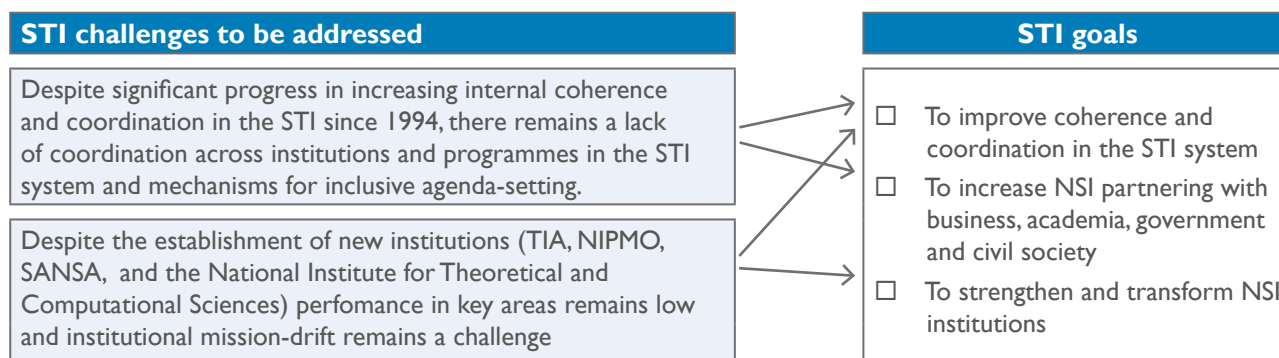 STI challenges to be addressed
Despite significant progress in increasing internal coherence
and coordination in the STI since 1994, there remains a lack
of coordination across institutions and programmes in the STI
system and mechanisms for inclusive agenda-setting.
Despite the establishment of new institutions (TIA, NIPMO,
SANSA, and the National Institute for Theoretical and
Computational Sciences) perfomance in key areas remains low
and institutional mission-drift remains a challenge
STI goals
To improve coherence and
coordination in the STI system
To increase NSI partnering with
business, academia, government
and civil society
To strengthen and transform NSI
institutions